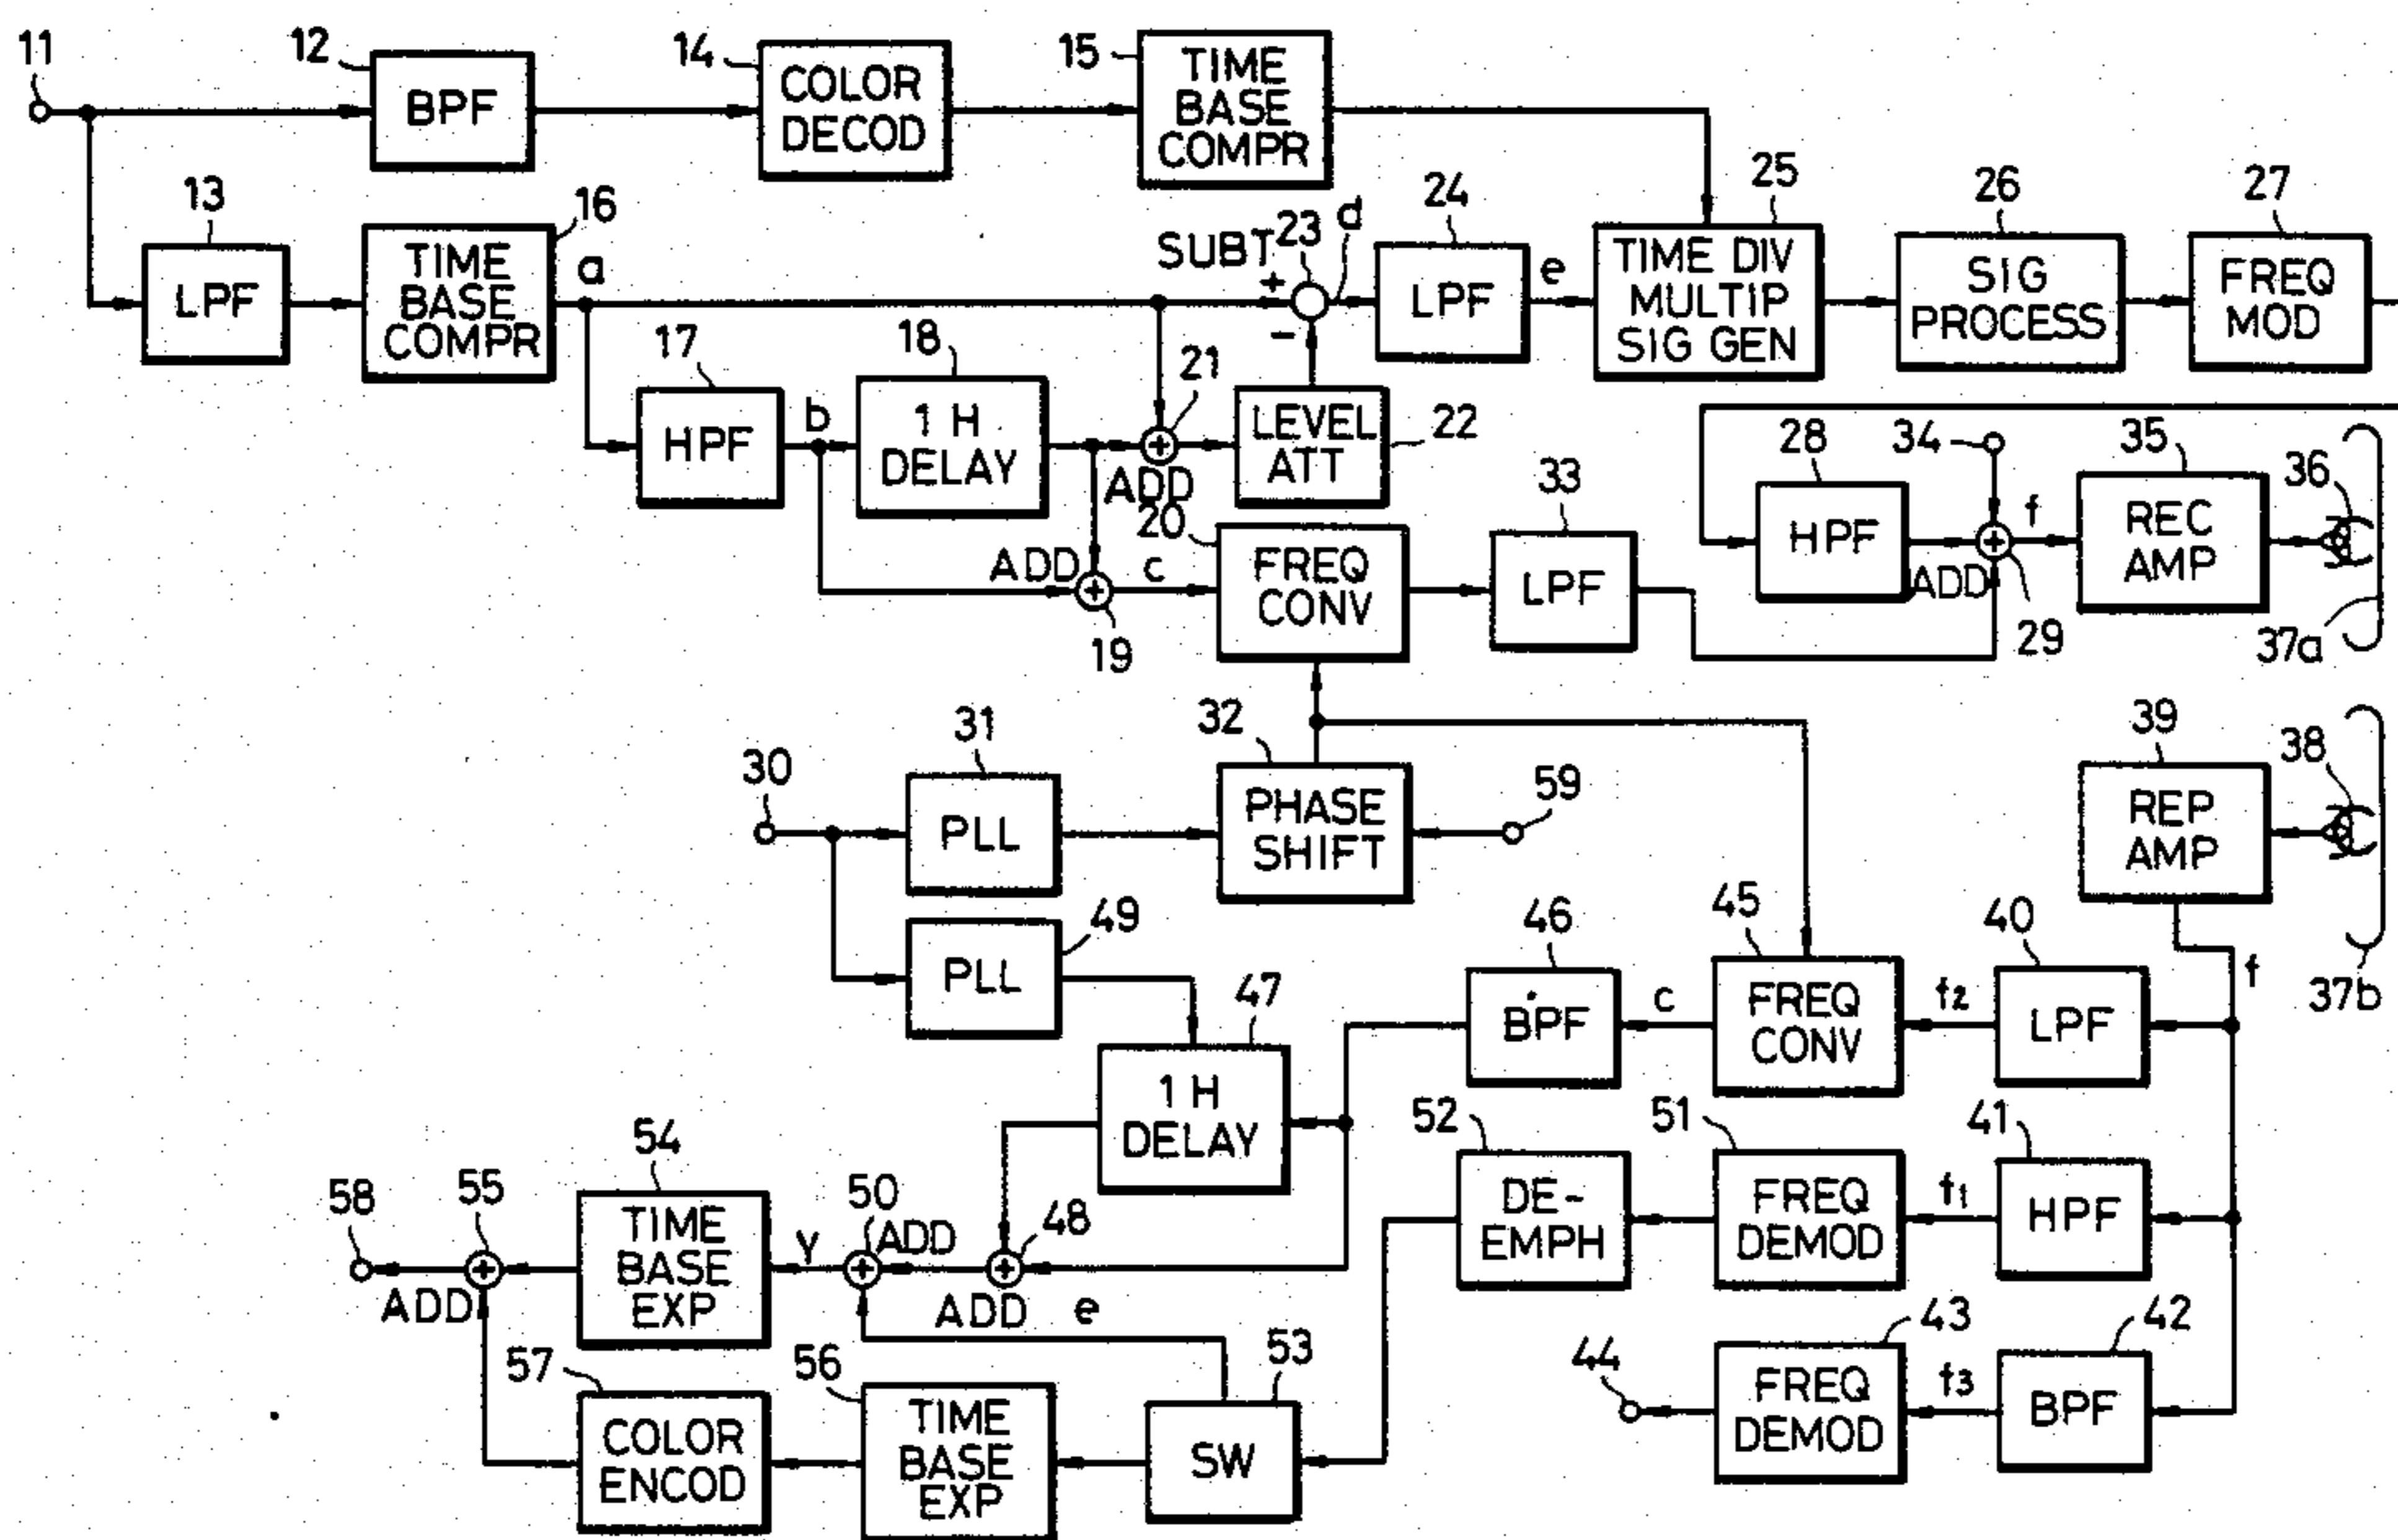 11
12
BPF
14
COLOR
DECOD
15
TIME
BASE
COMPR
13
LPF
16
TIME
BASE
COMPR
a
SUBT
23
+
-
d
24
LPF
e
25
TIME DIV
MULTIP
SIG GEN
26
SIG
PROCESS
27
FREQ
MOD
17
HPF
b
18
1 H
DELAY
21
ADD
LEVEL
ATT
22
28
HPF
34
ADD
29
f
35
REC
AMP
36
37a
ADD
19
c
20
FREQ
CONV
33
LPF
30
31
PLL
32
PHASE
SHIFT
59
39
REP
AMP
38
37b
f
49
PLL
47
1 H
DELAY
46
BPF
c
45
FREQ
CONV
f2
40
LPF
52
DE-
EMPH
51
FREQ
DEMOD
f1
41
HPF
58
55
ADD
54
TIME
BASE
EXP
Y
50
ADD
48
ADD
e
57
COLOR
ENCOD
56
TIME
BASE
EXP
53
SW
44
43
FREQ
DEMOD
f3
42
BPF